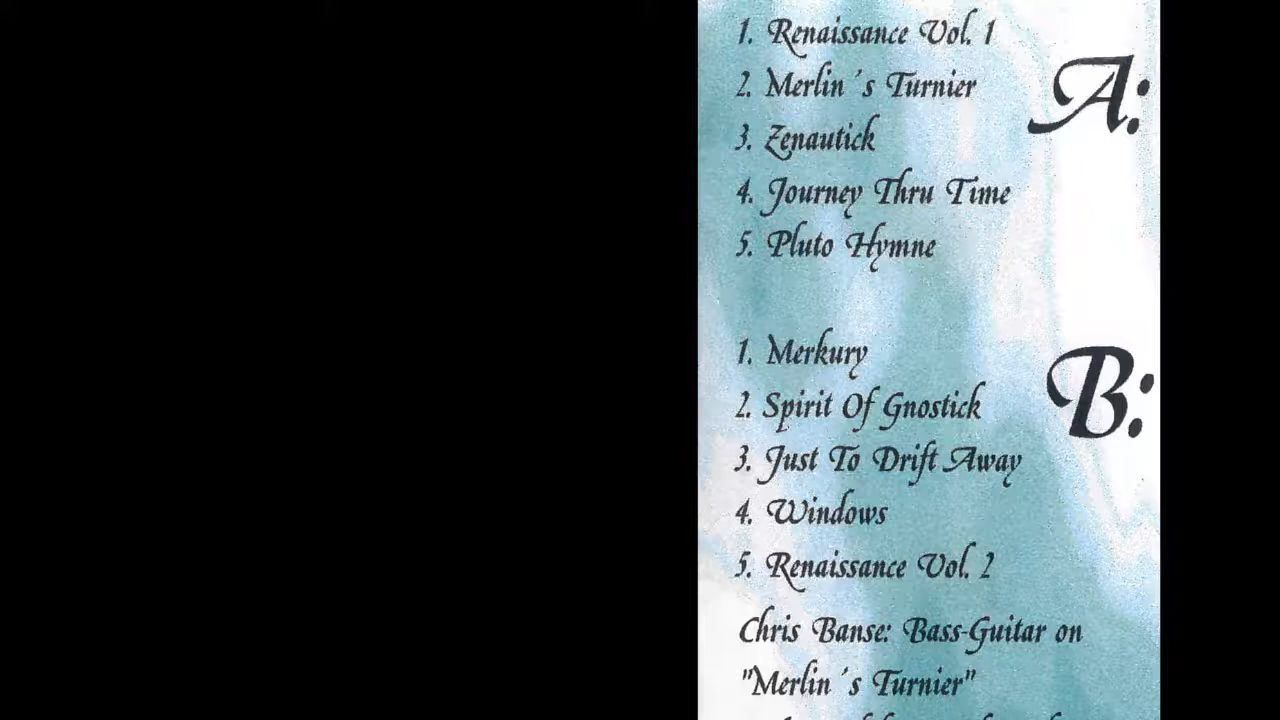 A:
1. Renaissance Vol. 1
2. Merlin´s Turnier
3. Zenautick
4. Journey Thru Time
5. Pluto Hymne
B:
1. Merkury
2. Spirit Of Gnostick
3. Just To Drift Away
4. Windows
5. Renaissance Vol. 2
Chris Banse: Bass-Guitar on
"Merlin´s Turnier"